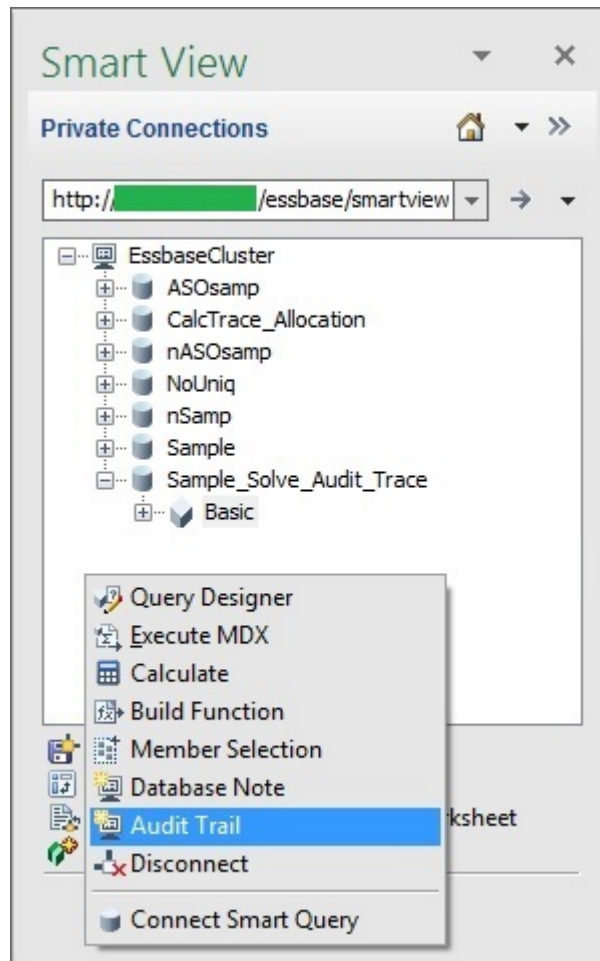 Smart View
Private Connections
http:// /essbase/smartview
EssbaseCluster
ASOsamp
CalcTrace_Allocation
nASOsamp
NoUniq
nSamp
Sample
Sample_Solve_Audit_Trace
Basic
Query Designer
Execute MDX
Calculate
Build Function
Member Selection
Database Note
Audit Trail
ksheet
Disconnect
Connect Smart Query